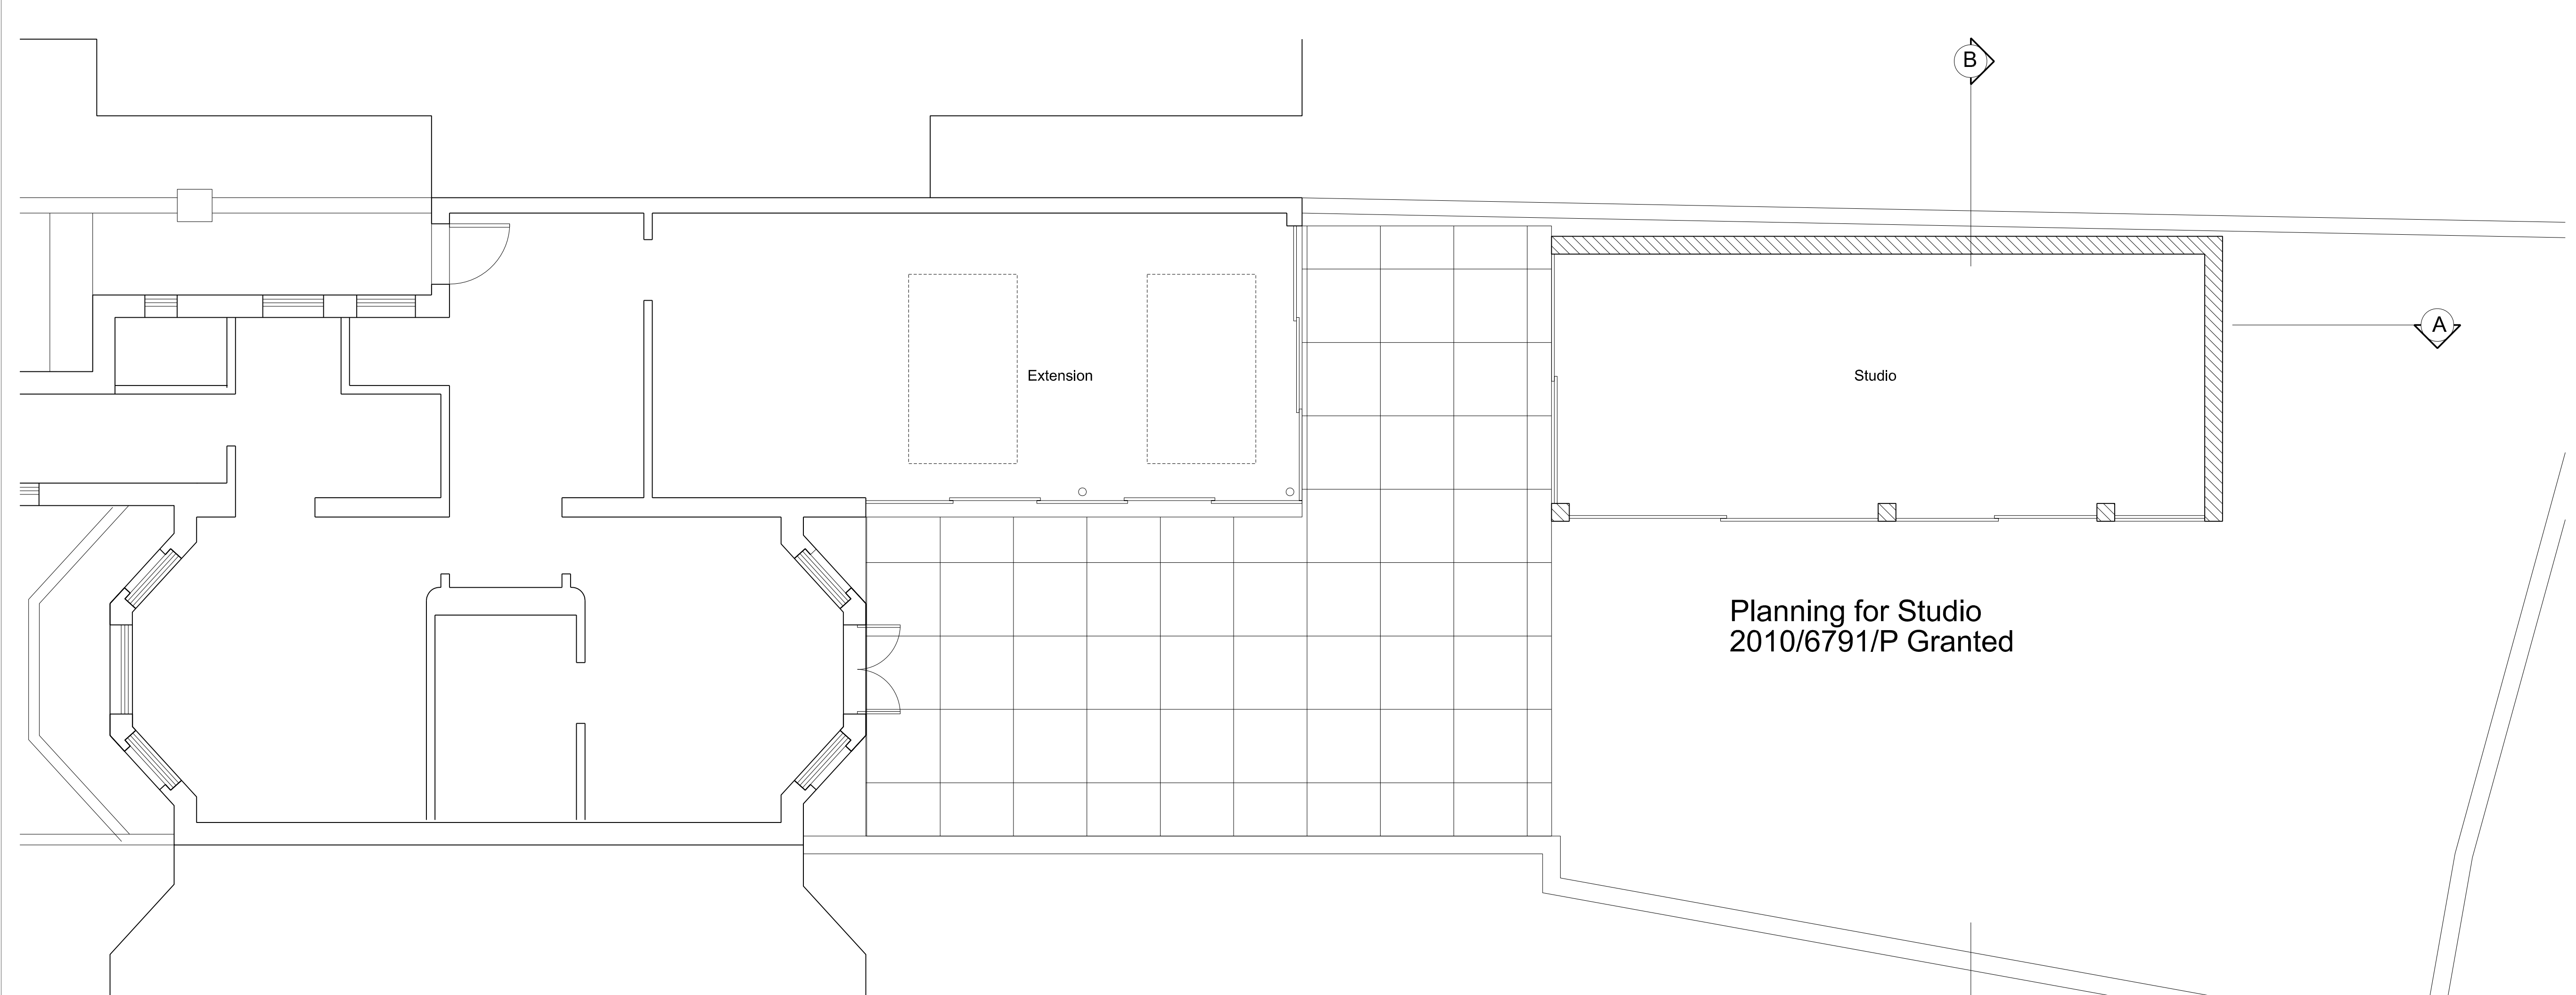 B
A
Extension
Studio
Planning for Studio
2010/6791/P Granted